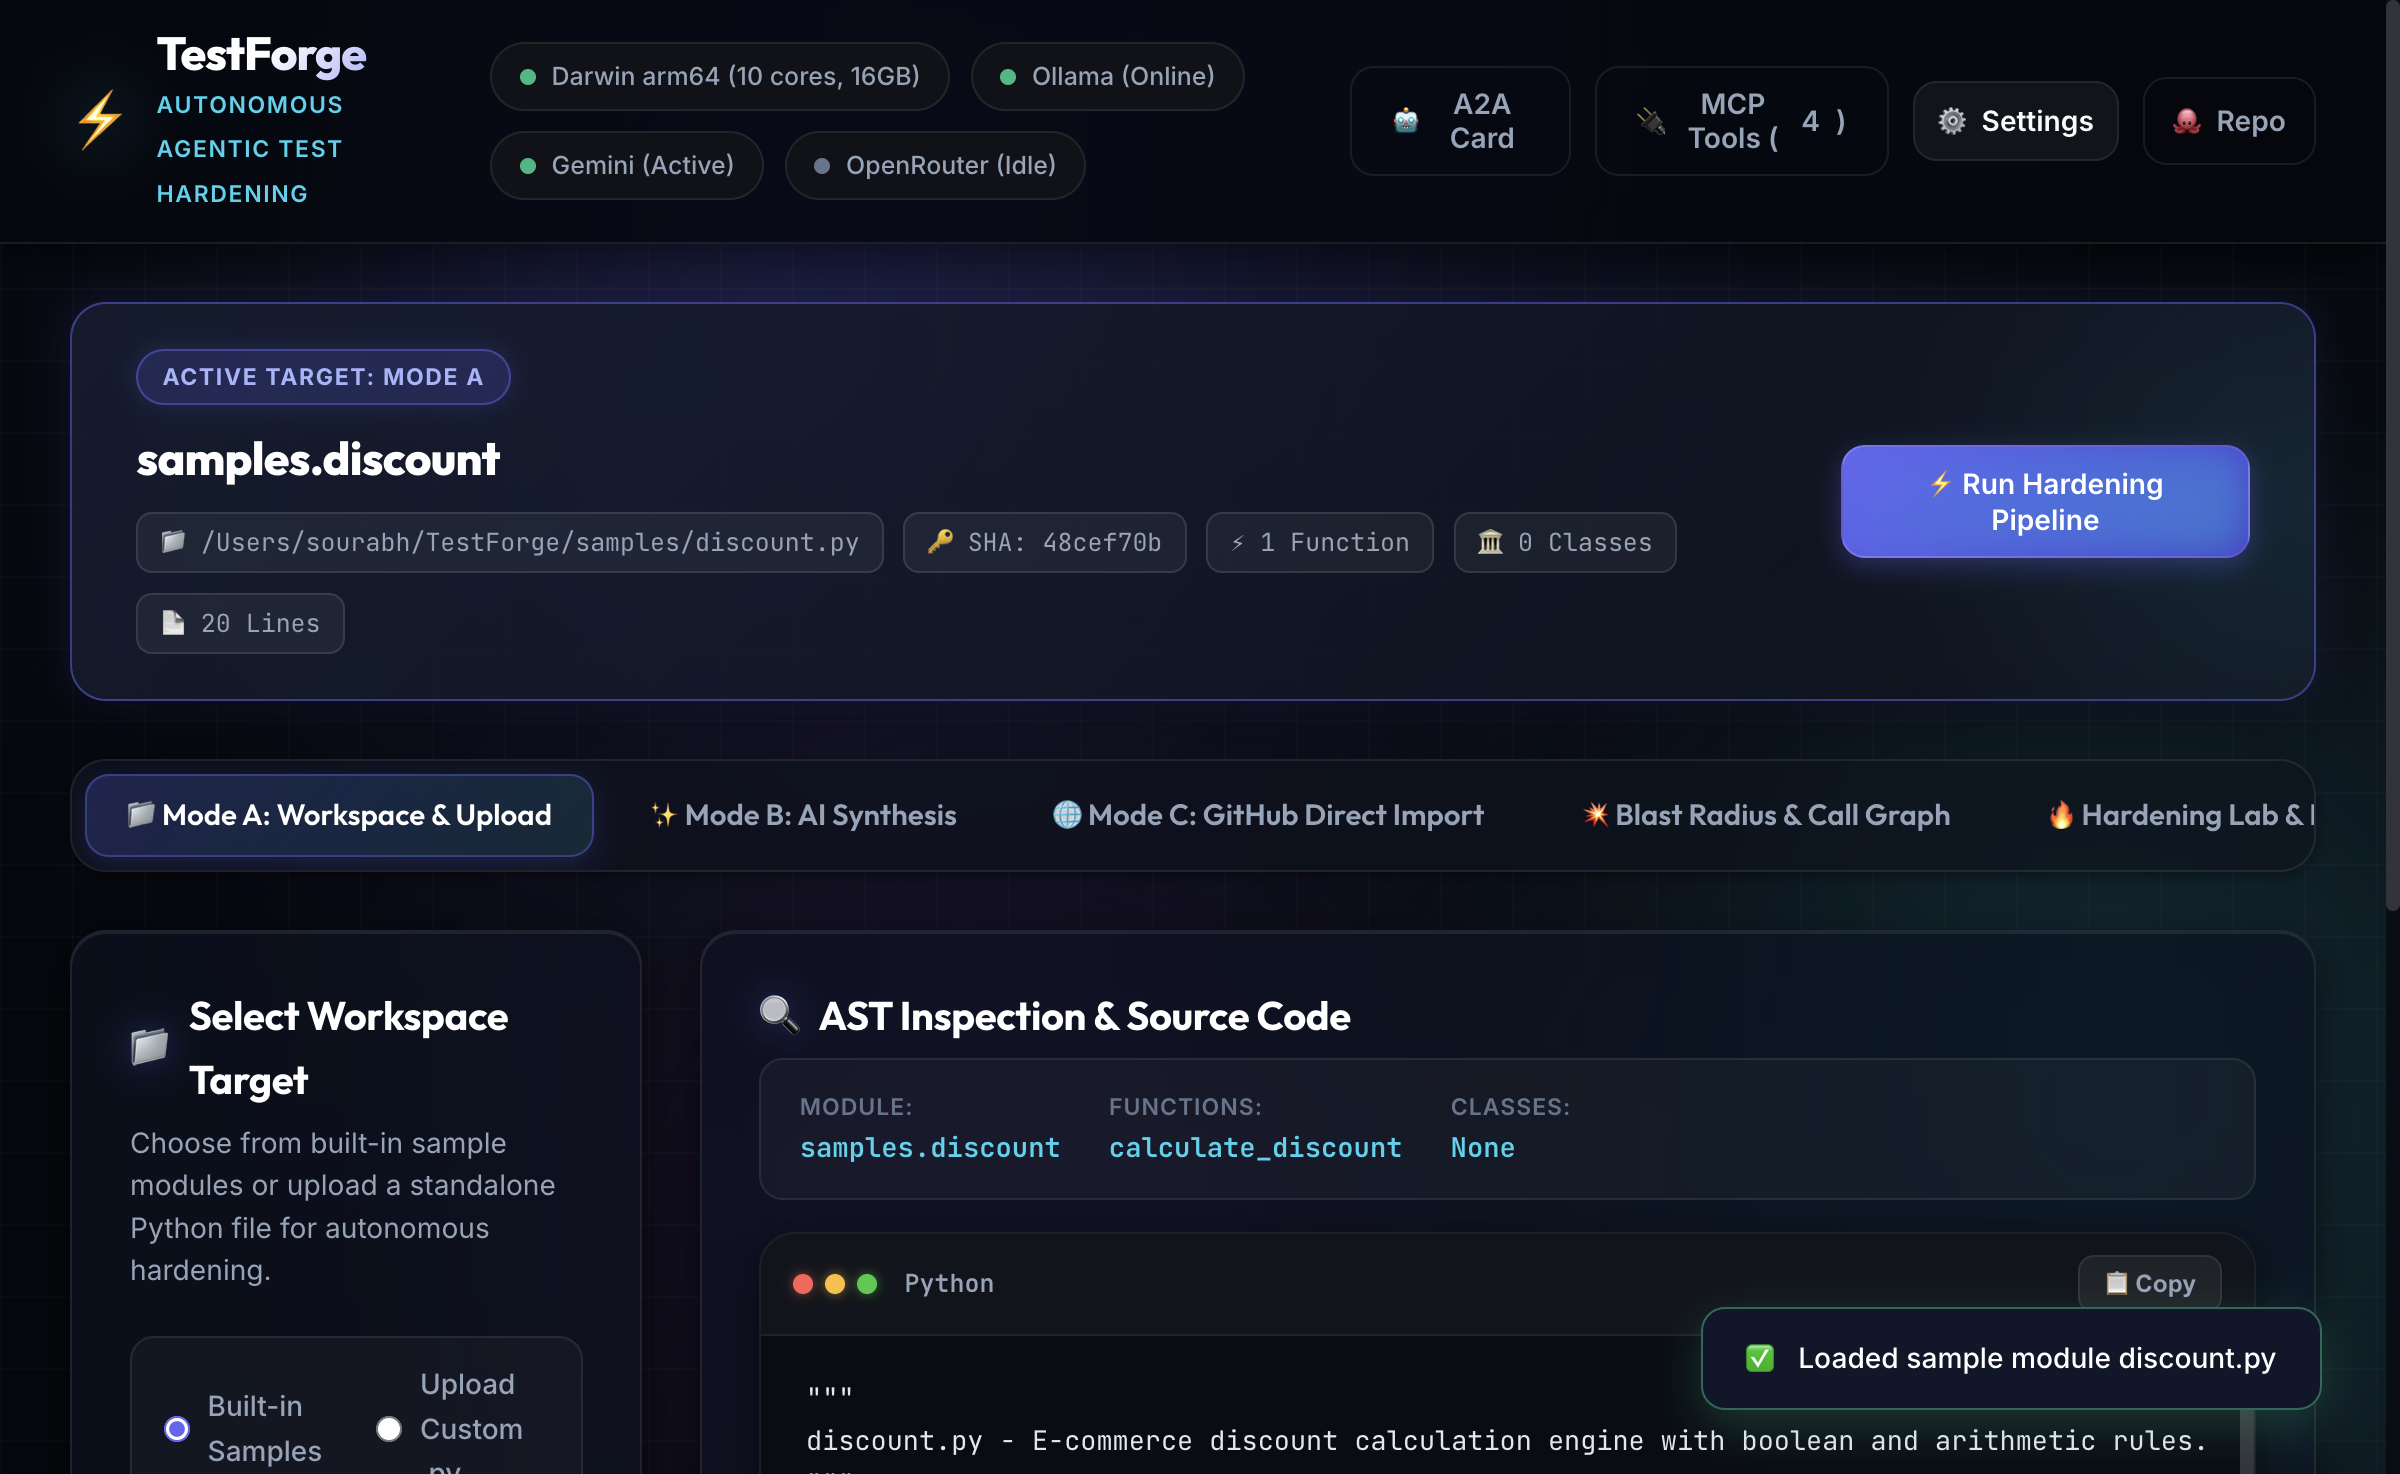 TestForge
AUTONOMOUS
AGENTIC TEST
HARDENING
Darwin arm64 (10 cores, 16GB)
Ollama (Online)
Gemini (Active)
OpenRouter (Idle)
A2A
Card
MCP
Tools ( 4 )
Settings
Repo
ACTIVE TARGET: MODE A
samples.discount
/Users/sourabh/TestForge/samples/discount.py
SHA: 48cef70b
1 Function
0 Classes
20 Lines
Run Hardening
Pipeline
Mode A: Workspace & Upload
Mode B: AI Synthesis
Mode C: GitHub Direct Import
Blast Radius & Call Graph
Hardening Lab &
Select Workspace
Target
Choose from built-in sample
modules or upload a standalone
Python file for autonomous
hardening.
Built-in
Samples
Upload
Custom
AST Inspection & Source Code
MODULE:
samples.discount
FUNCTIONS:
calculate_discount
CLASSES:
None
Python
Copy
"""
discount.py - E-commerce discount calculation engine with boolean and arithmetic rules.
Loaded sample module discount.py